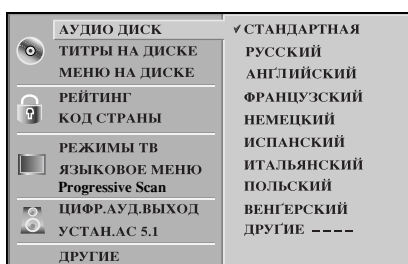 АУДИО ДИСК
ТИТРЫ НА ДИСКЕ
МЕНЮ НА ДИСКЕ
РЕЙТИНГ
КОД СТРАНЫ
РЕЖИМЫ ТВ
ЯЗЫКОВОЕ МЕНЮ
Progressive Scan
ЦИФР.АУД.ВЫХОД
УСТАН.АС 5.1
ДРУГИЕ
✓СТАНДАРТНАЯ
РУССКИЙ
АНГЛИЙСКИЙ
ФРАНЦУЗСКИЙ
НЕМЕЦКИЙ
ИСПАНСКИЙ
ИТАЛЬЯНСКИЙ
ПОЛЬСКИЙ
ВЕНГЕРСКИЙ
ДРУГИЕ ----